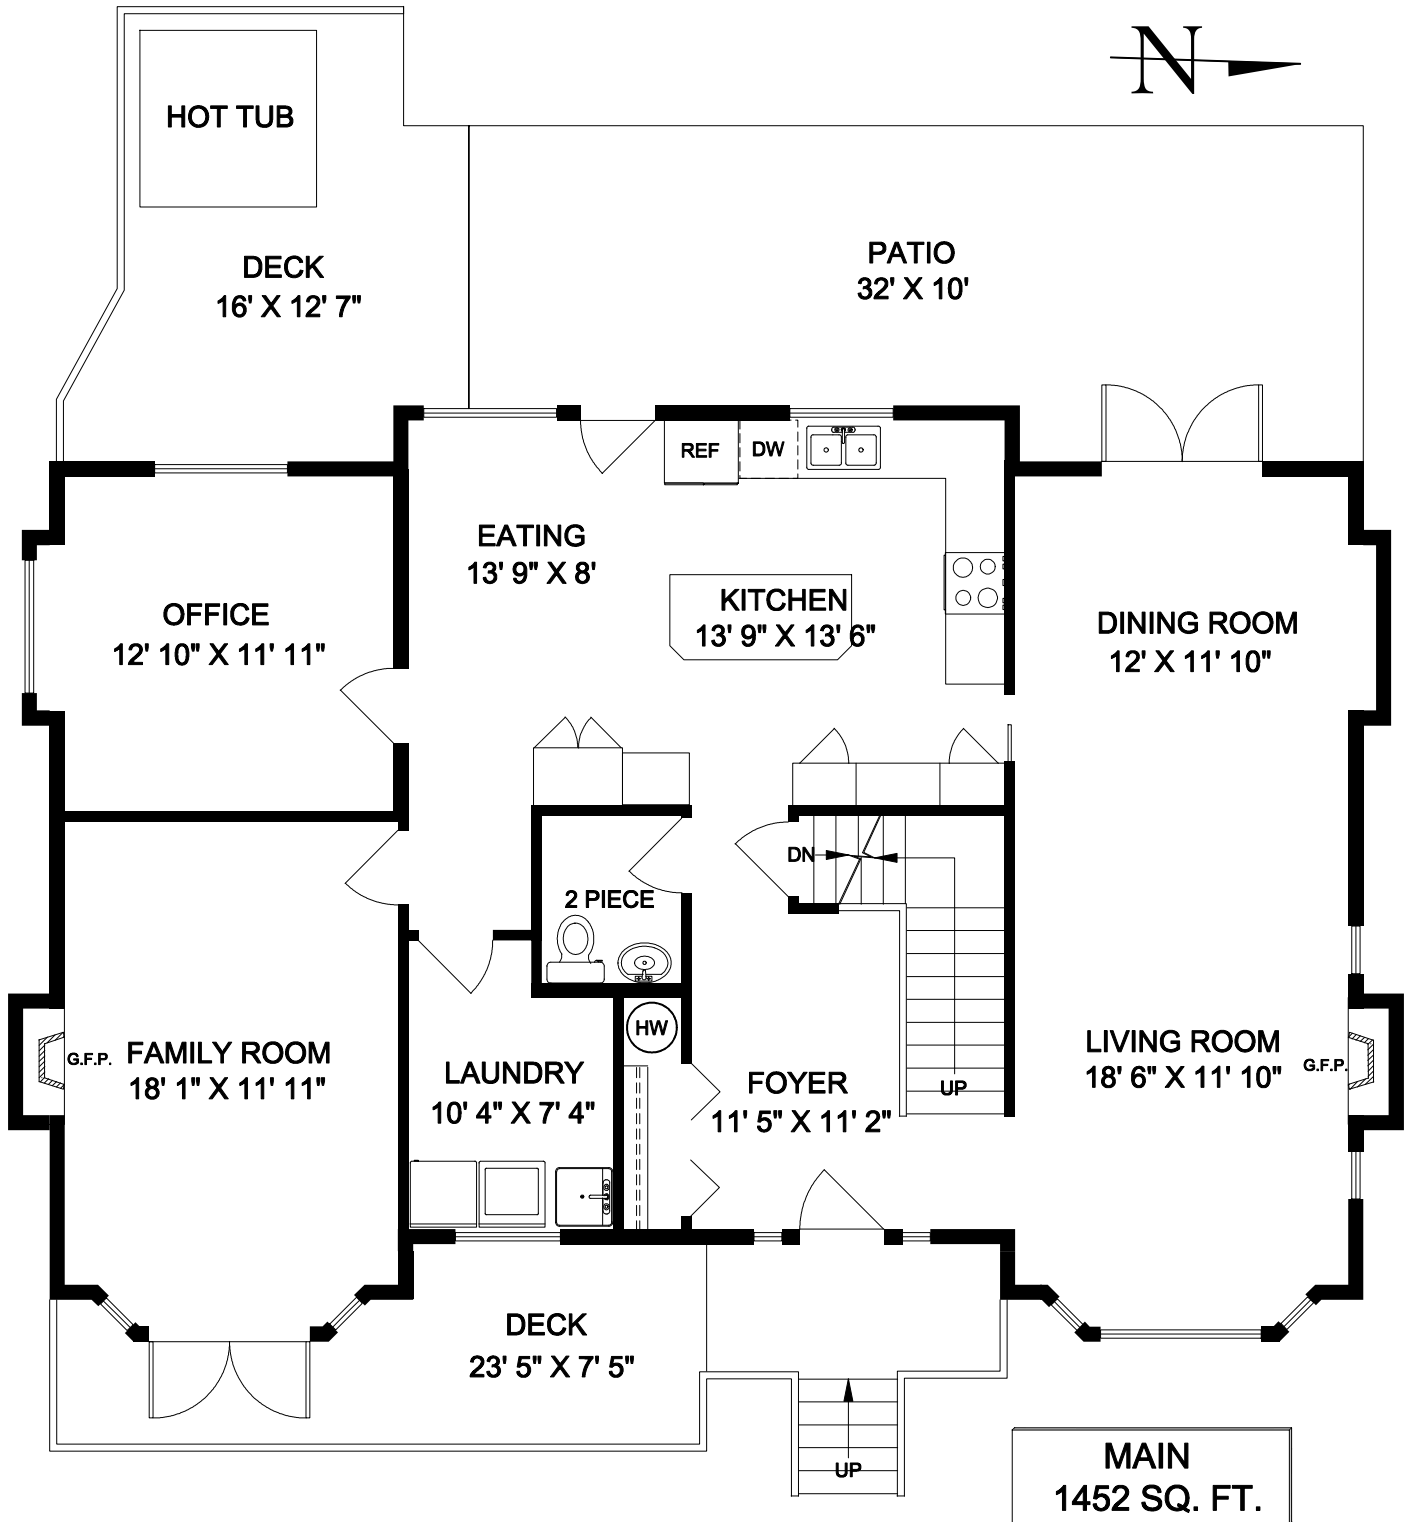 N
HOT TUB
DECK
16' X 12' 7"
PATIO
32' X 10'
REF
DW
EATING
13' 9" X 8'
KITCHEN
13' 9" X 13' 6"
OFFICE
12' 10" X 11' 11"
DINING ROOM
12' X 11' 10"
DN
2 PIECE
HW
G.F.P.
FAMILY ROOM
18' 1" X 11' 11"
LAUNDRY
10' 4" X 7' 4"
FOYER
11' 5" X 11' 2"
UP
LIVING ROOM
18' 6" X 11' 10"
G.F.P.
DECK
23' 5" X 7' 5"
UP
MAIN
1452 SQ. FT.